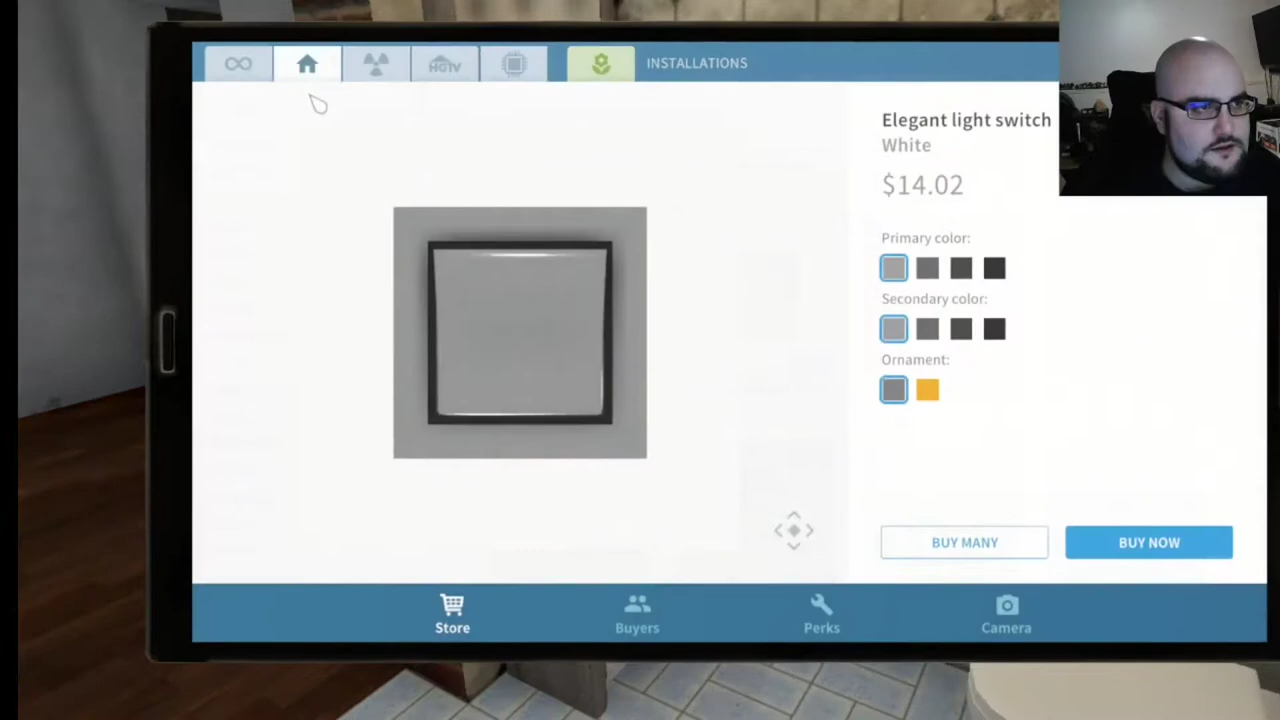 HGTV
INSTALLATIONS
Elegant light switch
White
$14.02
Primary color:
Secondary color:
Ornament:
BUY MANY
BUY NOW
Store
Buyers
Perks
Camera